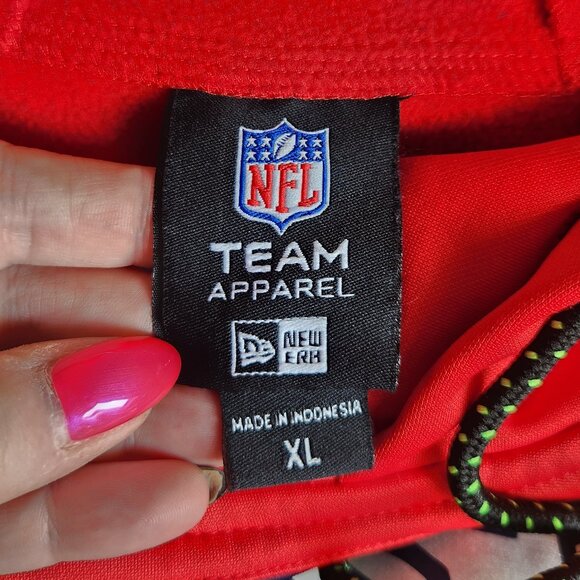 NFL
TEAM
APPAREL
NEW
ERA
MADE IN INDONESIA
XL